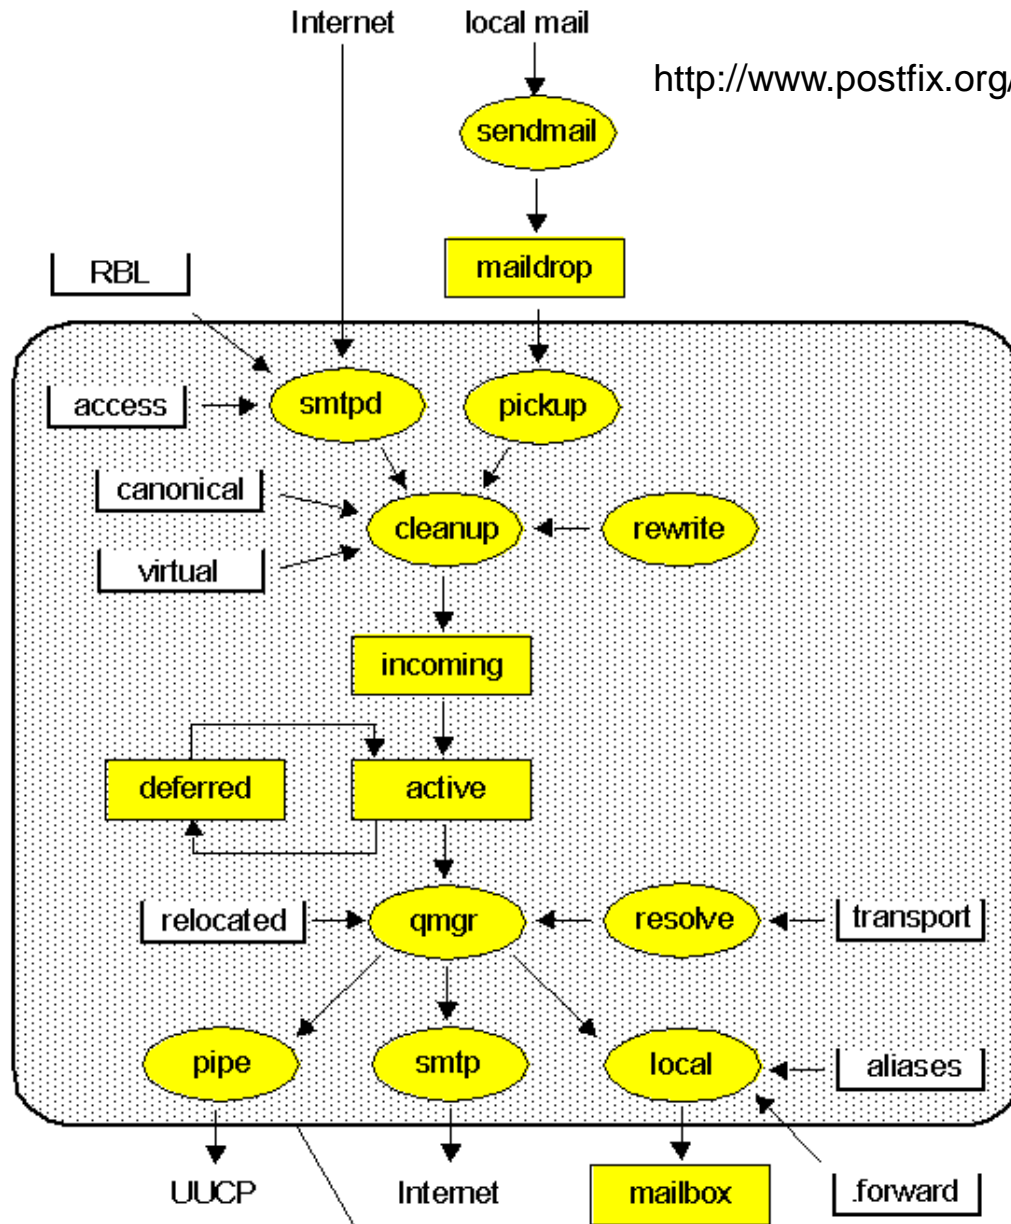 Internet
local mail
http://www.postfix.org/
sendmail
maildrop
RBL
access
smtpd
pickup
canonical
cleanup
rewrite
virtual
incoming
deferred
active
relocated
qmgr
resolve
transport
pipe
smtp
local
aliases
UUCP
Internet
mailbox
.forward